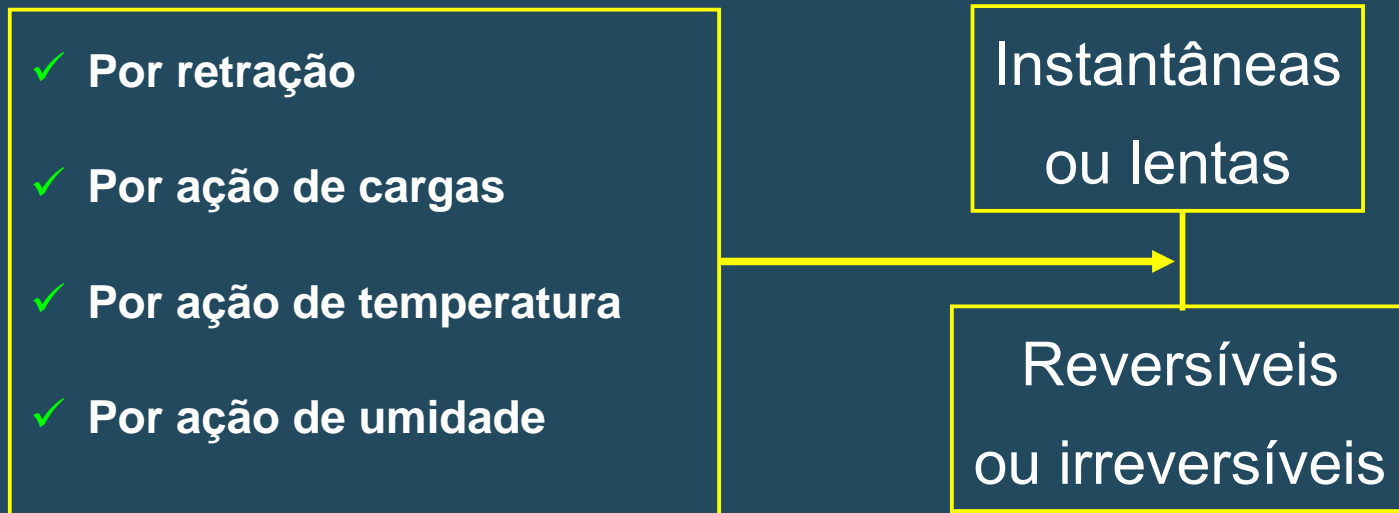 Por retração
Por ação de cargas
Por ação de temperatura
Por ação de umidade
Instantâneas
ou lentas
Reversíveis
ou irreversíveis